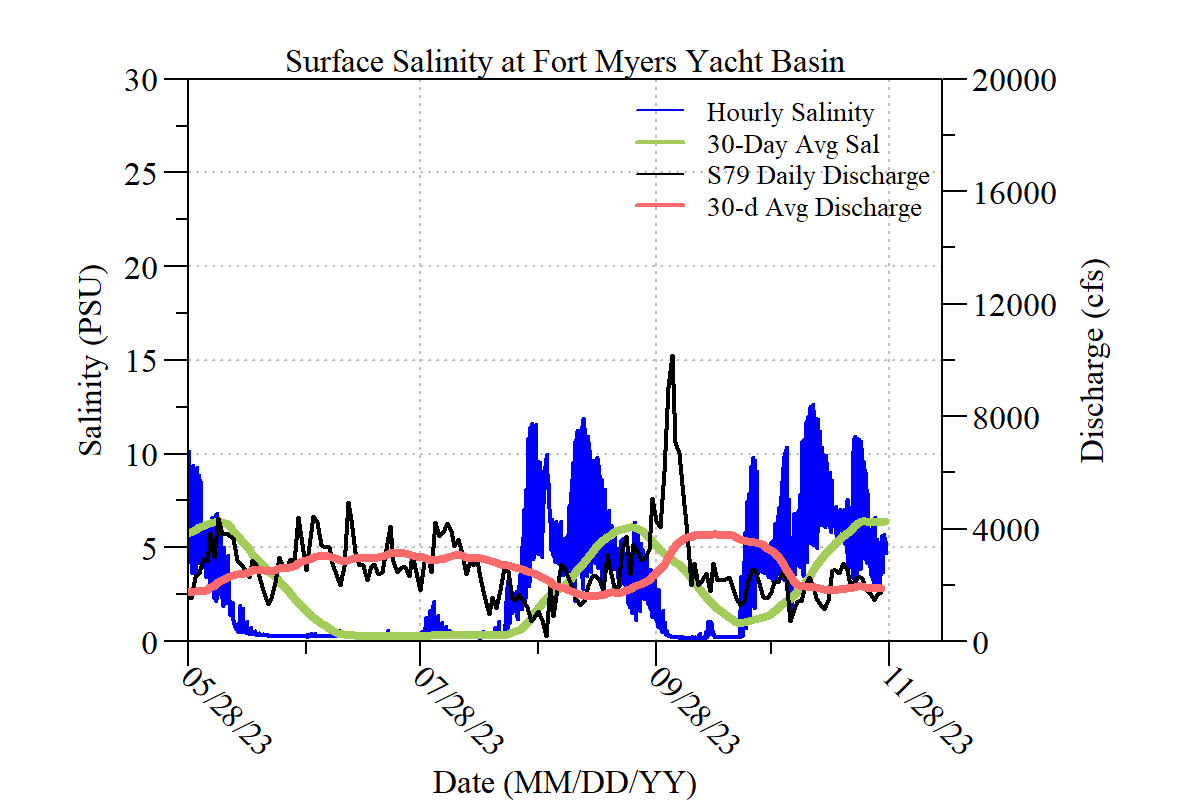 Surface Salinity at Fort Myers Yacht Basin
30
25
20
15
10
5
0
Salinity (PSU)
Hourly Salinity
30-Day Avg Sal
S79 Daily Discharge
30-d Avg Discharge
20000
16000
12000
8000
4000
0
Discharge (cfs)
05/28/23
07/28/23
09/28/23
11/28/23
Date (MM/DD/YY)